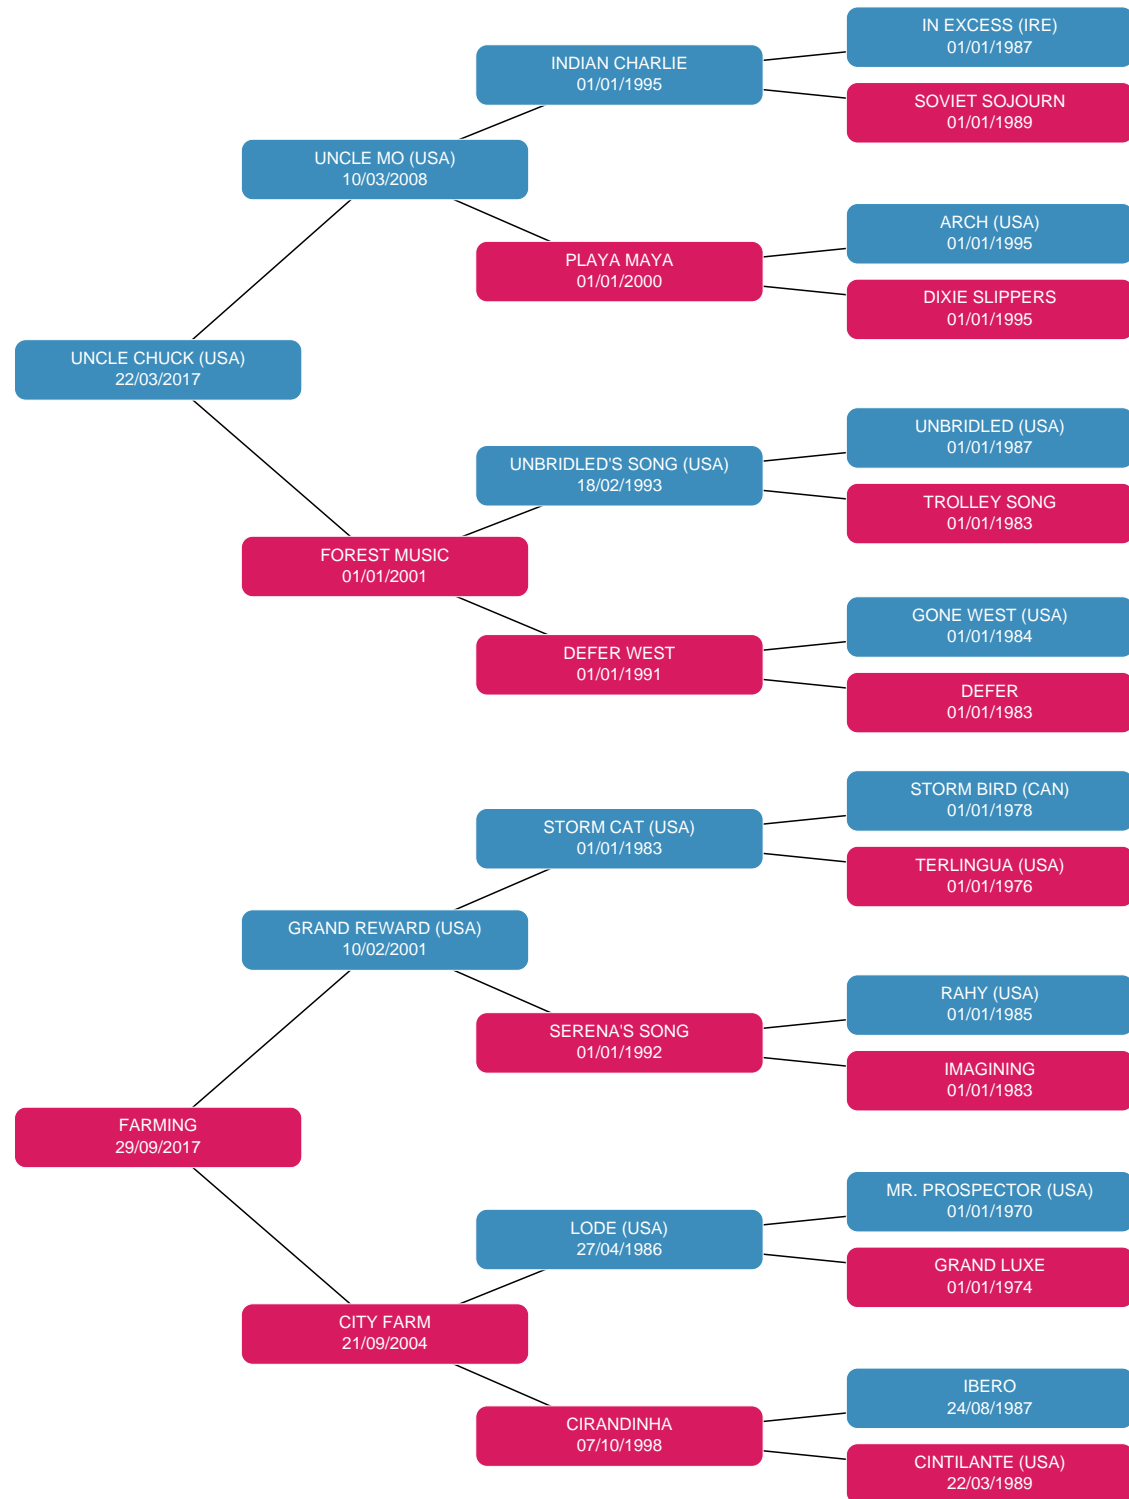 IN EXCESS (IRE)
01/01/1987
INDIAN CHARLIE
01/01/1995
SOVIET SOJOURN
01/01/1989
UNCLE MO (USA)
10/03/2008
ARCH (USA)
01/01/1995
PLAYA MAYA
01/01/2000
DIXIE SLIPPERS
01/01/1995
UNCLE CHUCK (USA)
22/03/2017
UNBRIDLED (USA)
01/01/1987
UNBRIDLED'S SONG (USA)
18/02/1993
TROLLEY SONG
01/01/1983
FOREST MUSIC
01/01/2001
GONE WEST (USA)
01/01/1984
DEFER WEST
01/01/1991
DEFER
01/01/1983
STORM BIRD (CAN)
01/01/1978
STORM CAT (USA)
01/01/1983
TERLINGUA (USA)
01/01/1976
GRAND REWARD (USA)
10/02/2001
RAHY (USA)
01/01/1985
SERENA'S SONG
01/01/1992
IMAGINING
01/01/1983
FARMING
29/09/2017
MR. PROSPECTOR (USA)
01/01/1970
LODE (USA)
27/04/1986
GRAND LUXE
01/01/1974
CITY FARM
21/09/2004
IBERO
24/08/1987
CIRANDINHA
07/10/1998
CINTILANTE (USA)
22/03/1989